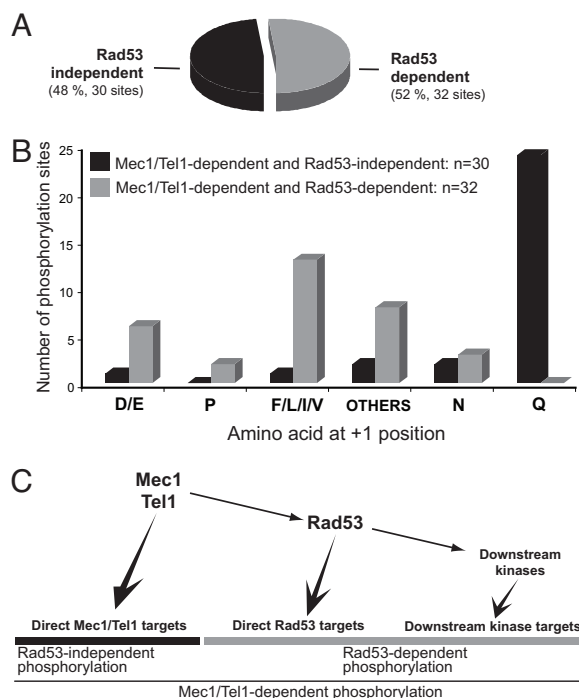 A
Rad53
independent
(48 %, 30 sites)
Rad53
dependent
(52 %, 32 sites)
B
Number of phosphorylation sites
25
20
15
10
5
0
Mec1/Tel1-dependent and Rad53-independent: n=30
Mec1/Tel1-dependent and Rad53-dependent: n=32
D/E P F/L/I/V OTHERS N Q
Amino acid at +1 position
C
Mec1
Tel1
Rad53
Downstream
kinases
Direct Mec1/Tel1 targets Direct Rad53 targets Downstream kinase targets
Rad53-independent
phosphorylation
Rad53-dependent
phosphorylation
Mec1/Tel1-dependent phosphorylation